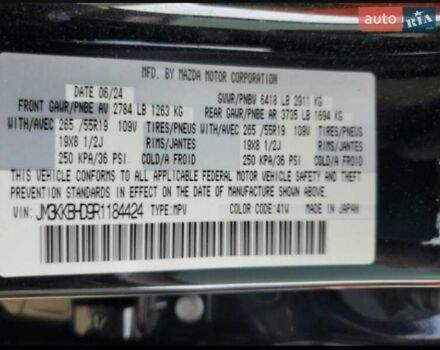 auto RIA.com
MFD. BY MAZDA MOTOR CORPORATION
DATE 06/24 GVWR/PNBV 6418 LB 2911 KG
FRONT GAWR/PNBE AV 2784 LB 1263 KG REAR GAWR/PNBE AR 3735 LB 1694 KG
WITH/AVEC 265 /55R19 109V TIRES/PNEUS WITH/AVEC 265 /55R19 109V TIRES/PNEUS
19X8 1/2J RIMS/JANTES 19X8 1/2J RIMS/JANTES
250 KPA/36 PSI COLD/A FROID 250 KPA/36 PSI COLD/A FROID
THIS VEHICLE CONFORMS TO ALL APPLICABLE FEDERAL MOTOR VEHICLE SAFETY AND THEFT
PREVENTION STANDARDS IN EFFECT ON THE DATE OF MANUFACTURE SHOWN ABOVE.
VIN: JM3KKBHD9R1184424 TYPE:MPV COLOR CODE:41W MADE IN JAPAN